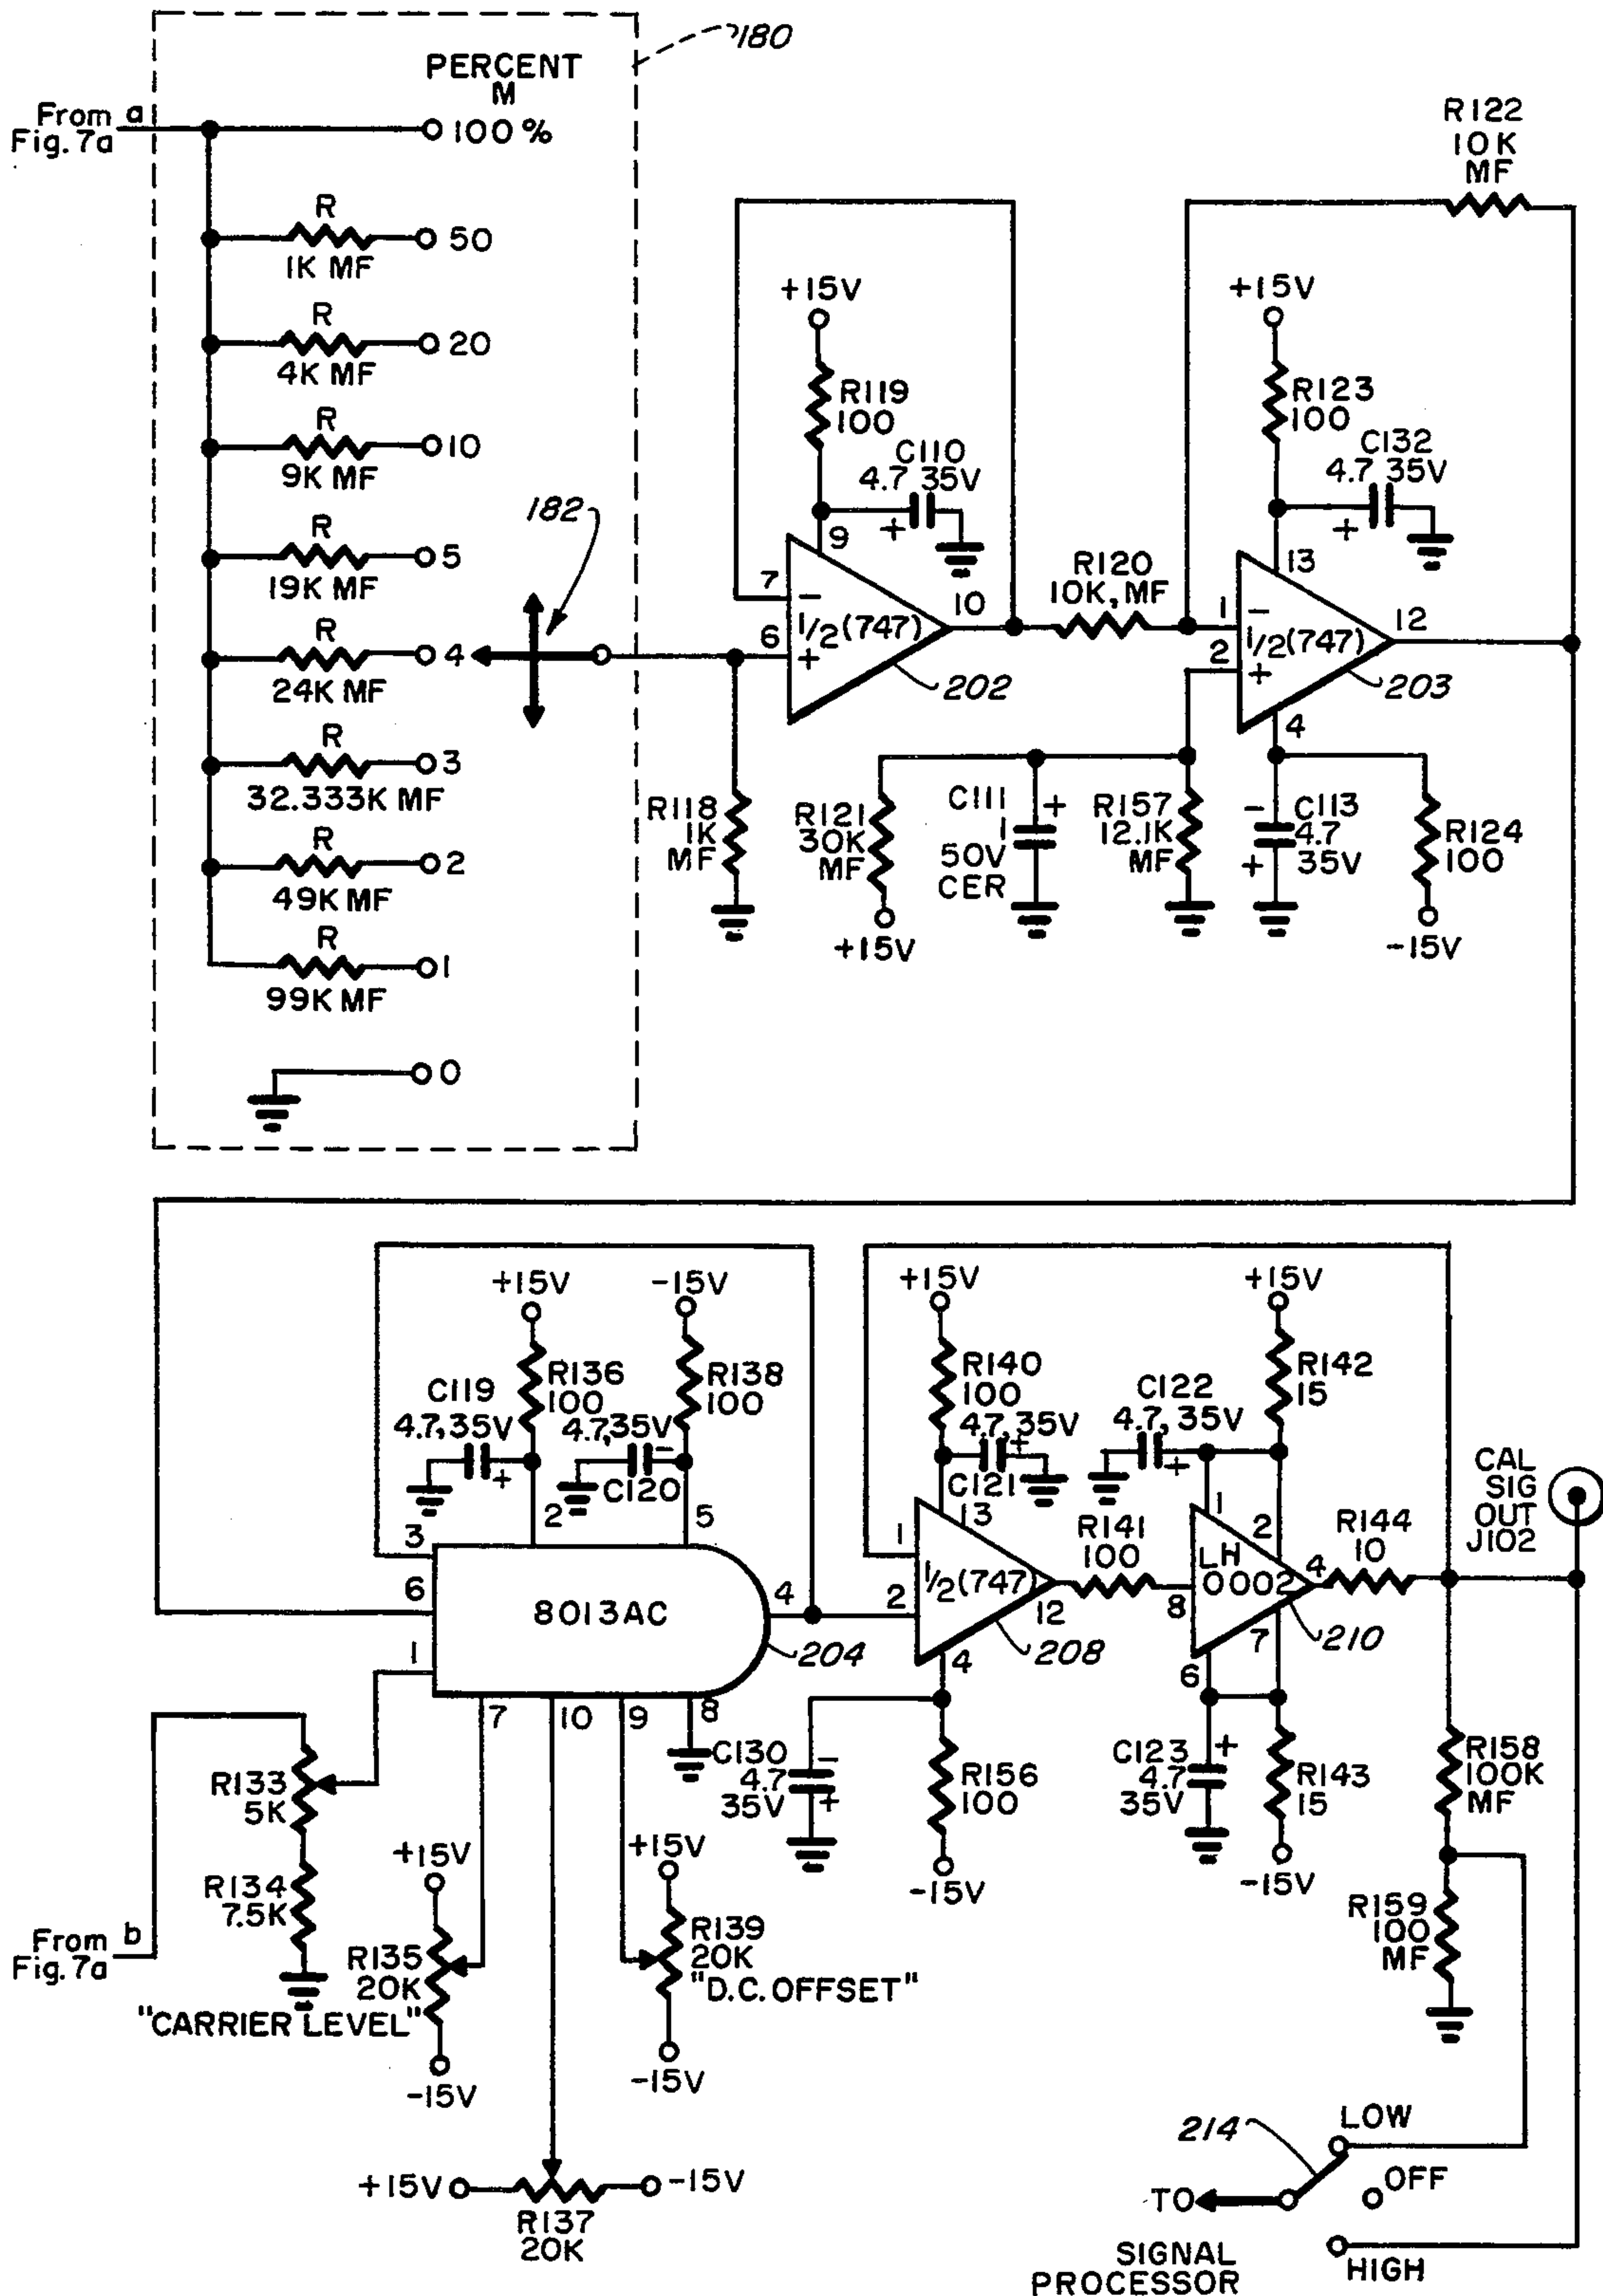 180
PERCENT
M
From a
Fig. 7a
100%
R
50
1K MF
R
20
4K MF
R
10
9K MF
R
5
19K MF
R
4
24K MF
R
3
32.333K MF
R
2
49K MF
R
1
99K MF
0
182
R118
1K
MF
+15V
R119
100
C110
4.7 35V
+
9
7
-
6
+
1/2(747)
10
202
R120
10K, MF
R122
10K
MF
+15V
R123
100
C132
4.7 35V
+
13
1
-
2
+
1/2(747)
12
203
4
R121
30K
MF
+15V
C111
1
50V
CER
+
R157
12.1K
MF
-
C113
4.7
35V
+
R124
100
-15V
+15V
-15V
R136
100
R138
100
C119
4.7,35V
+
4.7,35V
-
C120
2
5
3
6
1
8013AC
4
204
7
10
9
8
From b
Fig. 7a
R133
5K
R134
7.5K
+15V
R135
20K
"CARRIER LEVEL"
-15V
+15V
R139
20K
"D.C. OFFSET"
-15V
+15V
-15V
R137
20K
+15V
R140
100
4.7, 35V
+
C121
13
1
2
1/2(747)
12
208
4
C130
4.7
35V
-
+
R156
100
-15V
R141
100
+15V
R142
15
C122
4.7, 35V
+
1
2
LH
0002
8
4
6
7
210
R144
10
C123
4.7
35V
+
R143
15
-15V
CAL
SIG
OUT
J102
R158
100K
MF
R159
100
MF
214
LOW
OFF
HIGH
TO
SIGNAL
PROCESSOR